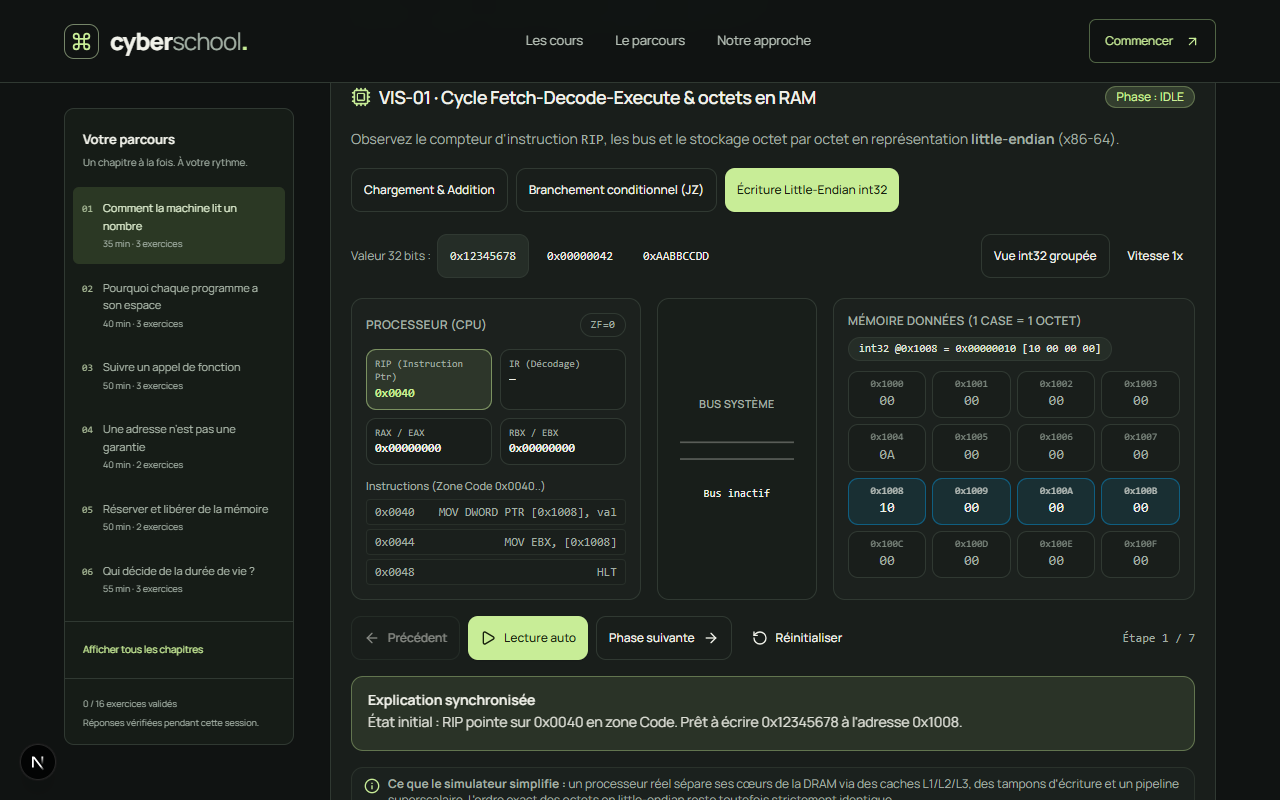 cyberschool.
Les cours
Le parcours
Notre approche
Commencer
Votre parcours
Un chapitre à la fois. À votre rythme.
01 Comment la machine lit un
nombre
35 min · 3 exercices
02 Pourquoi chaque programme a
son espace
40 min · 3 exercices
03 Suivre un appel de fonction
50 min · 3 exercices
04 Une adresse n'est pas une
garantie
40 min · 2 exercices
05 Réserver et libérer de la mémoire
50 min · 2 exercices
06 Qui décide de la durée de vie ?
55 min · 3 exercices
Afficher tous les chapitres
0 / 16 exercices validés
Réponses vérifiées pendant cette session.
N
VIS-01 · Cycle Fetch-Decode-Execute & octets en RAM
Phase : IDLE
Observez le compteur d'instruction RIP, les bus et le stockage octet par octet en représentation little-endian (x86-64).
Chargement & Addition
Branchement conditionnel (JZ)
Écriture Little-Endian int32
Valeur 32 bits :
0x12345678
0x00000042
0xAABBCCDD
Vue int32 groupée
Vitesse 1x
PROCESSEUR (CPU)
ZF=0
RIP (Instruction
Ptr)
0x0040
IR (Décodage)
—
RAX / EAX
0x00000000
RBX / EBX
0x00000000
Instructions (Zone Code 0x0040..)
0x0040 MOV DWORD PTR [0x1008], val
0x0044 MOV EBX, [0x1008]
0x0048 HLT
BUS SYSTÈME
Bus inactif
MÉMOIRE DONNÉES (1 CASE = 1 OCTET)
int32 @0x1008 = 0x00000010 [10 00 00 00]
0x1000 0x1001 0x1002 0x1003
00 00 00 00
0x1004 0x1005 0x1006 0x1007
0A 00 00 00
0x1008 0x1009 0x100A 0x100B
10 00 00 00
0x100C 0x100D 0x100E 0x100F
00 00 00 00
Précédent
Lecture auto
Phase suivante
Réinitialiser
Étape 1 / 7
Explication synchronisée
État initial : RIP pointe sur 0x0040 en zone Code. Prêt à écrire 0x12345678 à l'adresse 0x1008.
Ce que le simulateur simplifie : un processeur réel sépare ses cœurs de la DRAM via des caches L1/L2/L3, des tampons d'écriture et un pipeline
superscalaire. L'ordre exact des octets en little-endian reste toutefois strictement identique.